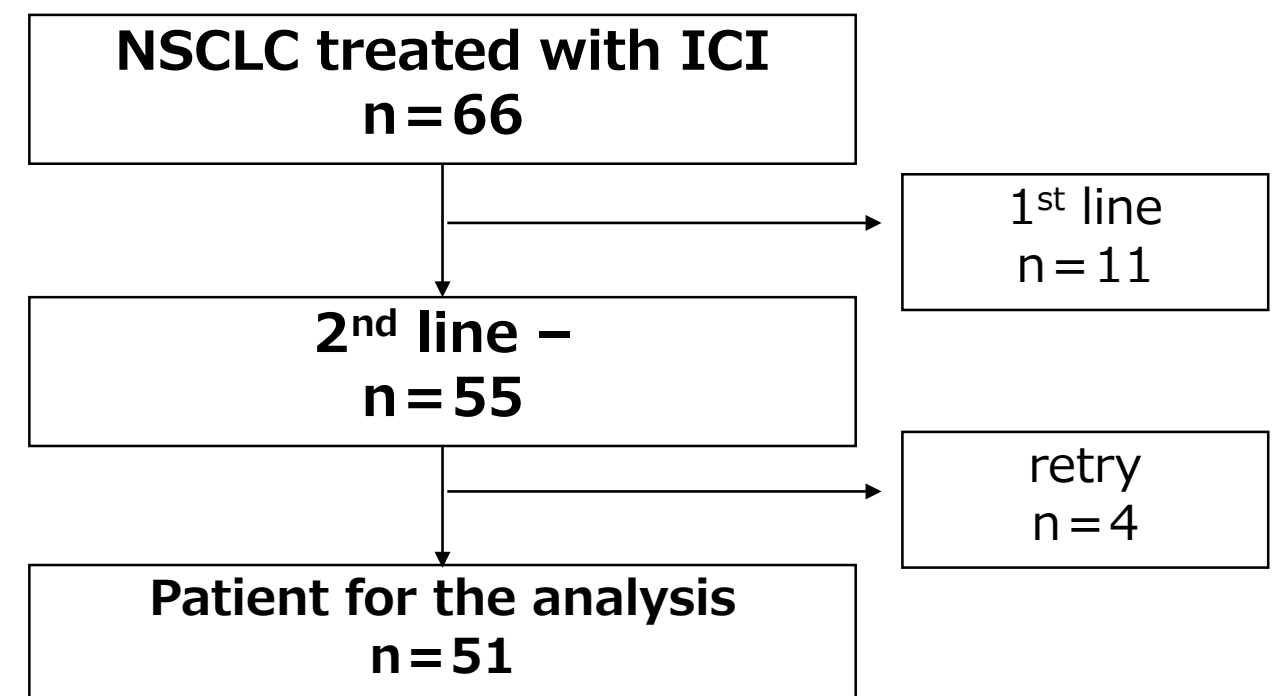 NSCLC treated with ICI
n=66
1st line
n=11
2nd line –
n=55
retry
n=4
Patient for the analysis
n=51